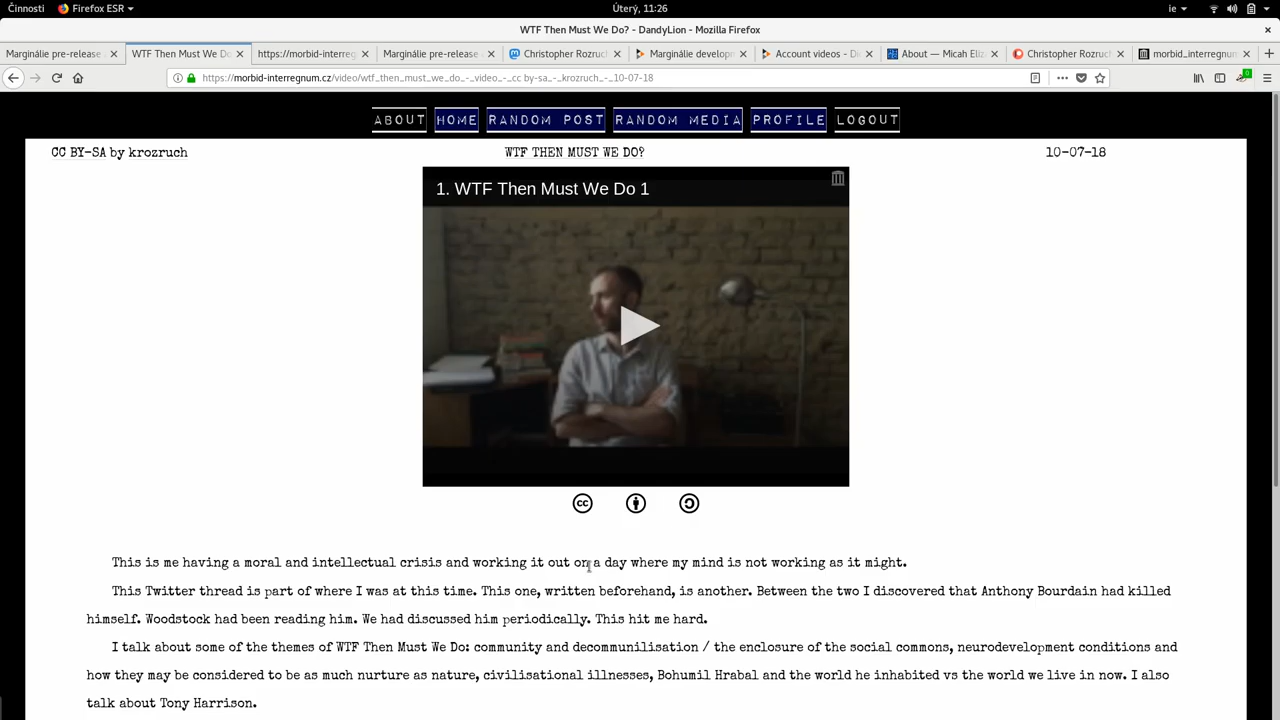 Činnosti Firefox ESR Úterý, 11:26 ie
WTF Then Must We Do? - DandyLion - Mozilla Firefox
Marginálie pre-release WTF Then Must We Do https://morbid-interreg Marginálie pre-release Christopher Rozruch Marginálie develop Account videos - D About — Micah Eli Christopher Rozruc morbid_interregnum
https://morbid-interregnum.cz/video/wtf_then_must_we_do_-_video_-_cc by-sa_-_krozruch_-_10-07-18
ABOUT HOME RANDOM POST RANDOM MEDIA PROFILE LOGOUT
CC BY-SA by krozruch WTF THEN MUST WE DO? 10-07-18
1. WTF Then Must We Do 1
cc
This is me having a moral and intellectual crisis and working it out on a day where my mind is not working as it might.
This Twitter thread is part of where I was at this time. This one, written beforehand, is another. Between the two I discovered that Anthony Bourdain had killed
himself. Woodstock had been reading him. We had discussed him periodically. This hit me hard.
I talk about some of the themes of WTF Then Must We Do: community and decommunilisation / the enclosure of the social commons, neurodevelopment conditions and
how they may be considered to be as much nurture as nature, civilisational illnesses, Bohumil Hrabal and the world he inhabited vs the world we live in now. I also
talk about Tony Harrison.